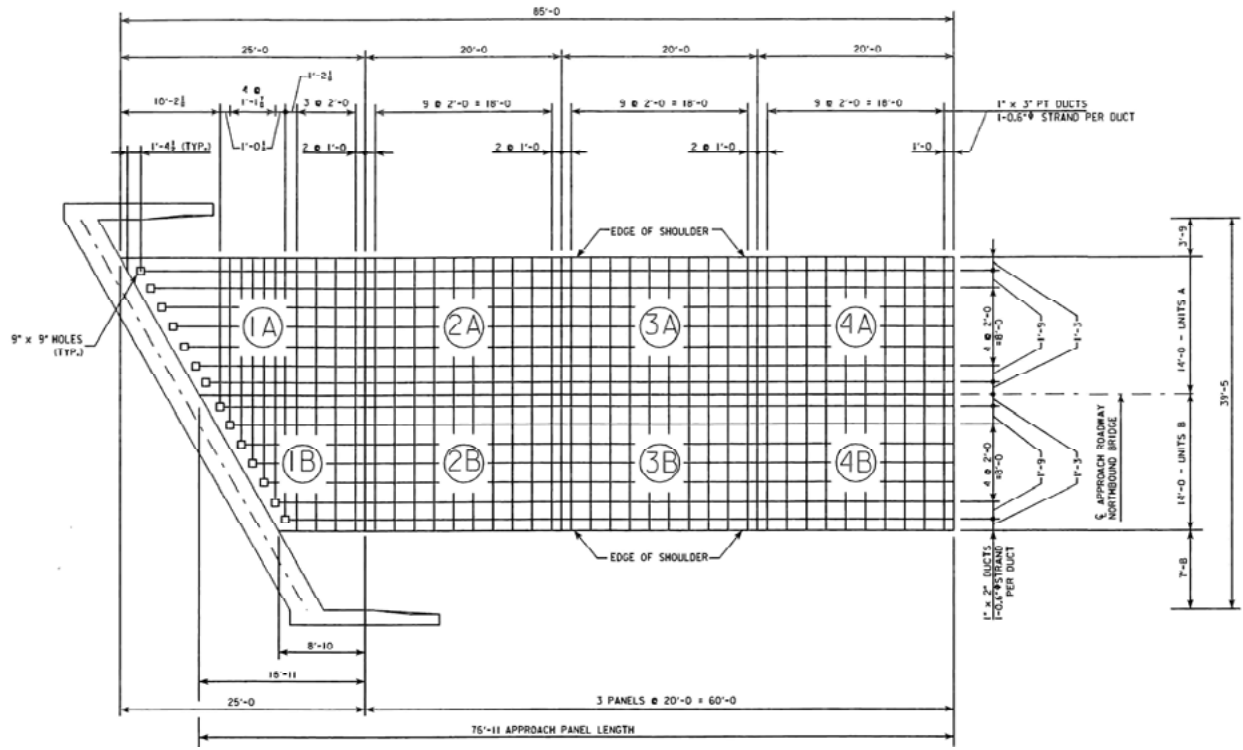 85'-0
25'-0
20'-0
20'-0
20'-0
4 @
1'-1 7/8
1'-2 1/8
10'-2 1/8
3 @ 2'-0
9 @ 2'-0 = 18'-0
9 @ 2'-0 = 18'-0
9 @ 2'-0 = 18'-0
1" x 3" PT DUCTS
1-0.6"Φ STRAND PER DUCT
1'-4 1/2 (TYP.)
2 @ 1'-0
2 @ 1'-0
2 @ 1'-0
1'-0
EDGE OF SHOULDER
3'-9
9" x 9" HOLES
(TYP.)
1A
2A
3A
4A
4 @ 2'-0
=8'-0
1'-9
1'-3
14'-0 - UNITS A
39'-5
1B
2B
3B
4B
4 @ 2'-0
=8'-0
1'-9
1'-3
℄ APPROACH ROADWAY
NORTHBOUND BRIDGE
14'-0 - UNITS B
EDGE OF SHOULDER
1" x 2" DUCTS
1-0.6"Φ STRAND
PER DUCT
7'-8
8'-10
16'-11
25'-0
3 PANELS @ 20'-0 = 60'-0
76'-11 APPROACH PANEL LENGTH